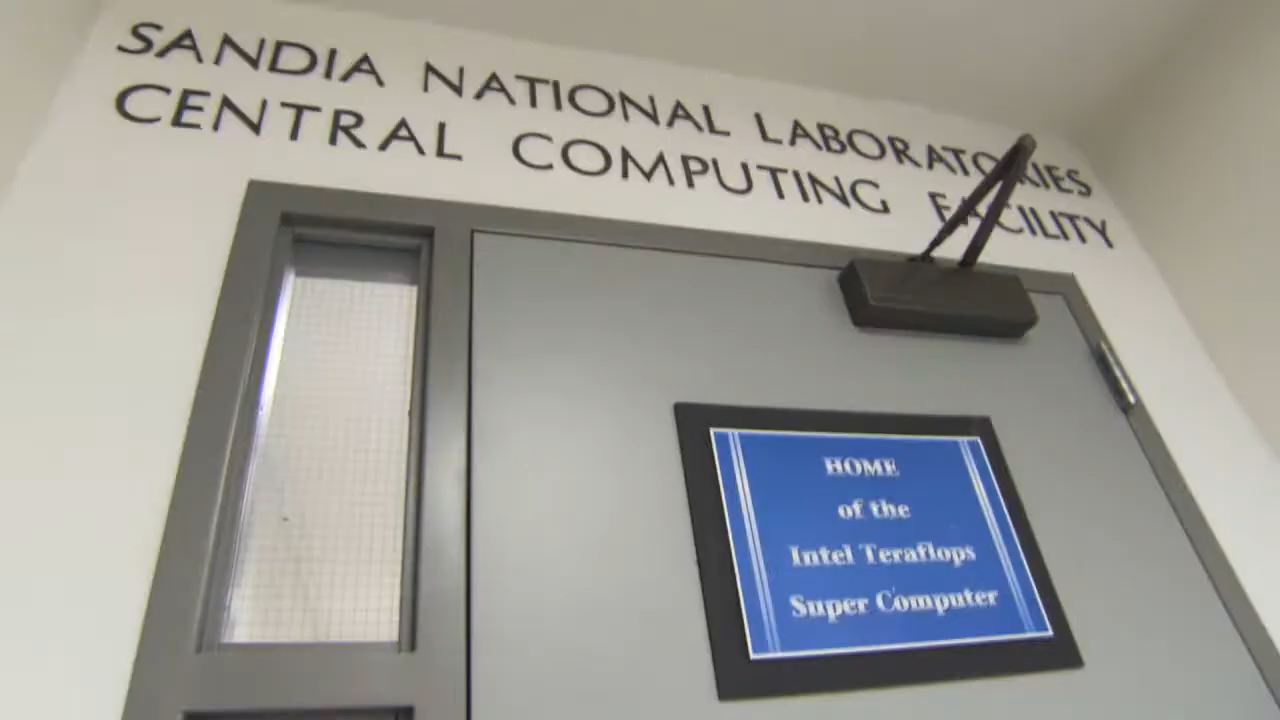 SANDIA NATIONAL LABORATORIES
CENTRAL COMPUTING FACILITY
HOME
of the
Intel Teraflops
Super Computer